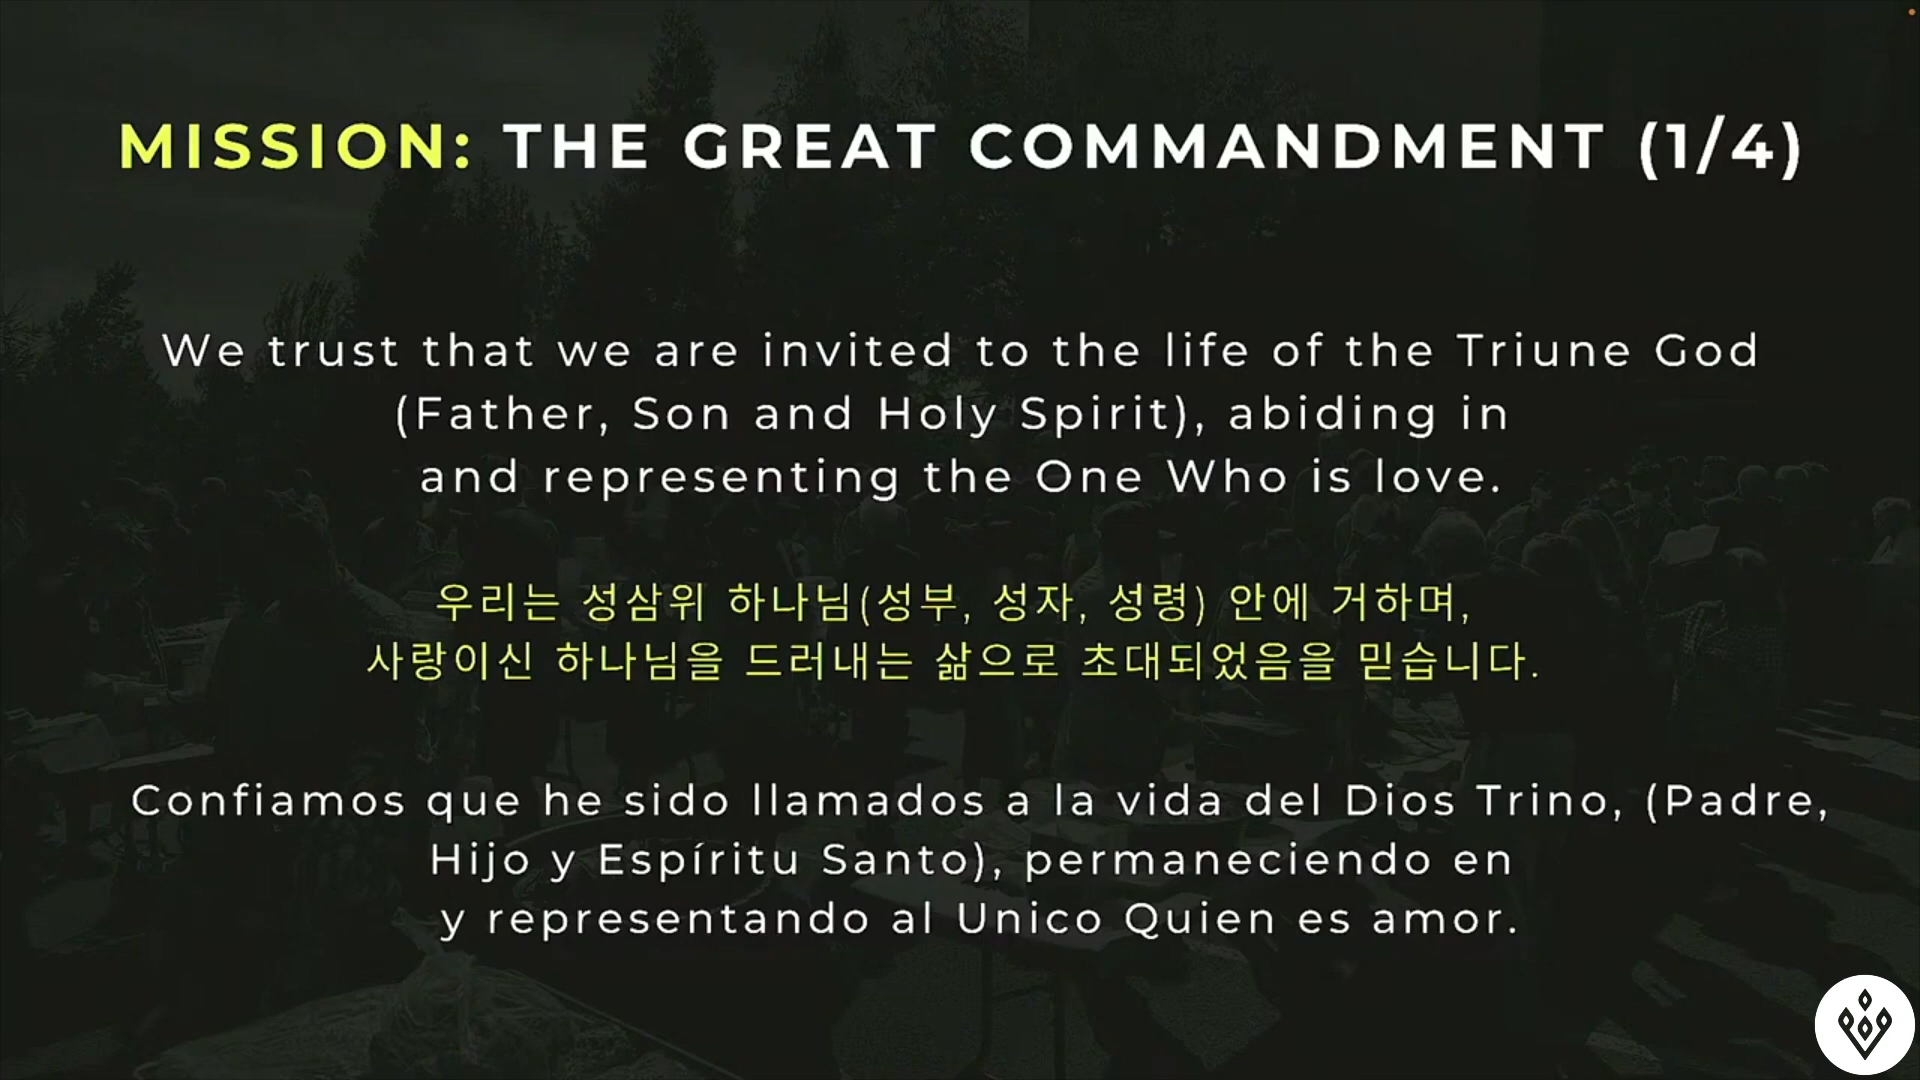 MISSION: THE GREAT COMMANDMENT (1/4)
We trust that we are invited to the life of the Triune God
(Father, Son and Holy Spirit), abiding in
and representing the One Who is love.
우리는 성삼위 하나님(성부, 성자, 성령) 안에 거하며,
사랑이신 하나님을 드러내는 삶으로 초대되었음을 믿습니다.
Confiamos que he sido llamados a la vida del Dios Trino, (Padre,
Hijo y Espíritu Santo), permaneciendo en
y representando al Unico Quien es amor.